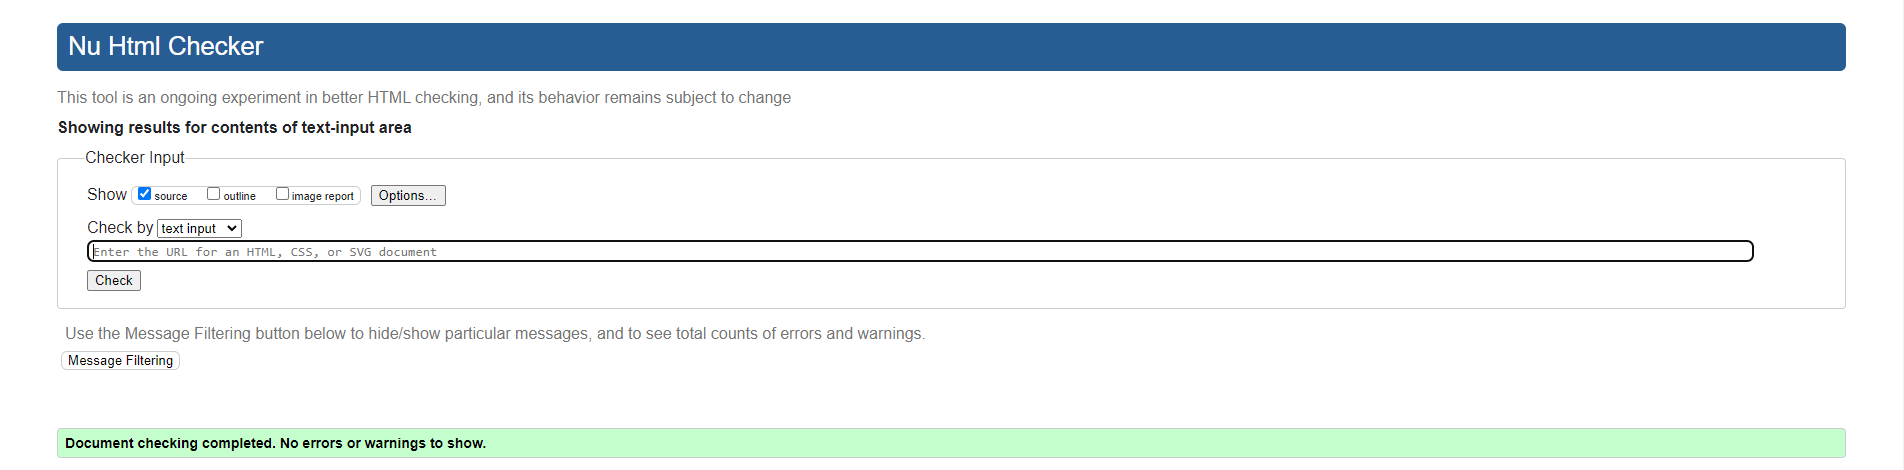 Nu Html Checker
This tool is an ongoing experiment in better HTML checking, and its behavior remains subject to change
Showing results for contents of text-input area
Checker Input
Show source outline image report Options...
Check by text input
Enter the URL for an HTML, CSS, or SVG document
Check
Use the Message Filtering button below to hide/show particular messages, and to see total counts of errors and warnings.
Message Filtering
Document checking completed. No errors or warnings to show.